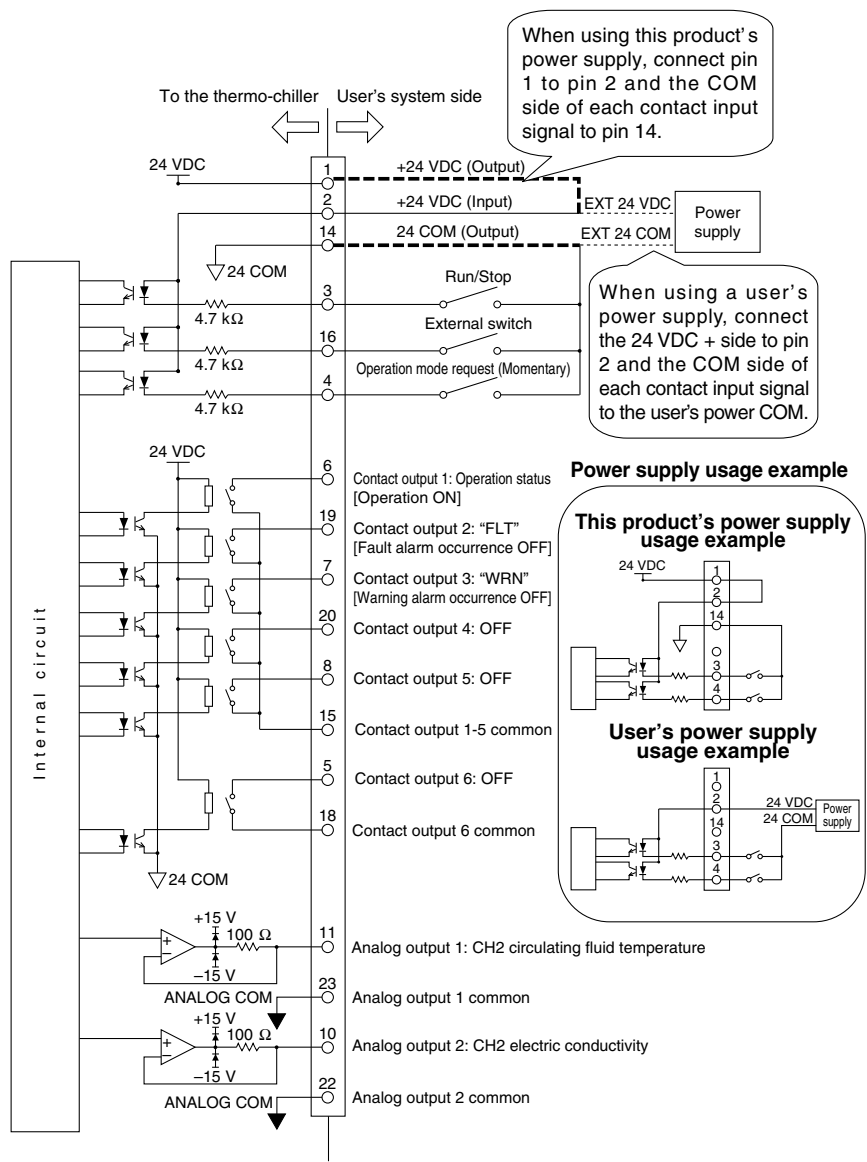 When using this product's
power supply, connect pin
1 to pin 2 and the COM
side of each contact input
signal to pin 14.
To the thermo-chiller
User's system side
24 VDC
1
+24 VDC (Output)
2
+24 VDC (Input)
EXT 24 VDC
14
24 COM (Output)
EXT 24 COM
Power
supply
24 COM
3
Run/Stop
4.7 kΩ
16
External switch
4.7 kΩ
4
Operation mode request (Momentary)
4.7 kΩ
When using a user's
power supply, connect
the 24 VDC + side to pin
2 and the COM side of
each contact input signal
to the user's power COM.
Internal circuit
24 VDC
6
Contact output 1: Operation status
[Operation ON]
19
Contact output 2: “FLT”
[Fault alarm occurrence OFF]
7
Contact output 3: “WRN”
[Warning alarm occurrence OFF]
20
Contact output 4: OFF
8
Contact output 5: OFF
15
Contact output 1-5 common
5
Contact output 6: OFF
18
Contact output 6 common
24 COM
+15 V
100 Ω
–15 V
11
Analog output 1: CH2 circulating fluid temperature
ANALOG COM
23
Analog output 1 common
+15 V
100 Ω
–15 V
10
Analog output 2: CH2 electric conductivity
ANALOG COM
22
Analog output 2 common
Power supply usage example
This product's power supply
usage example
24 VDC
1
2
14
3
4
User's power supply
usage example
1
2
14
3
4
24 VDC
24 COM
Power
supply
+
−
+
−